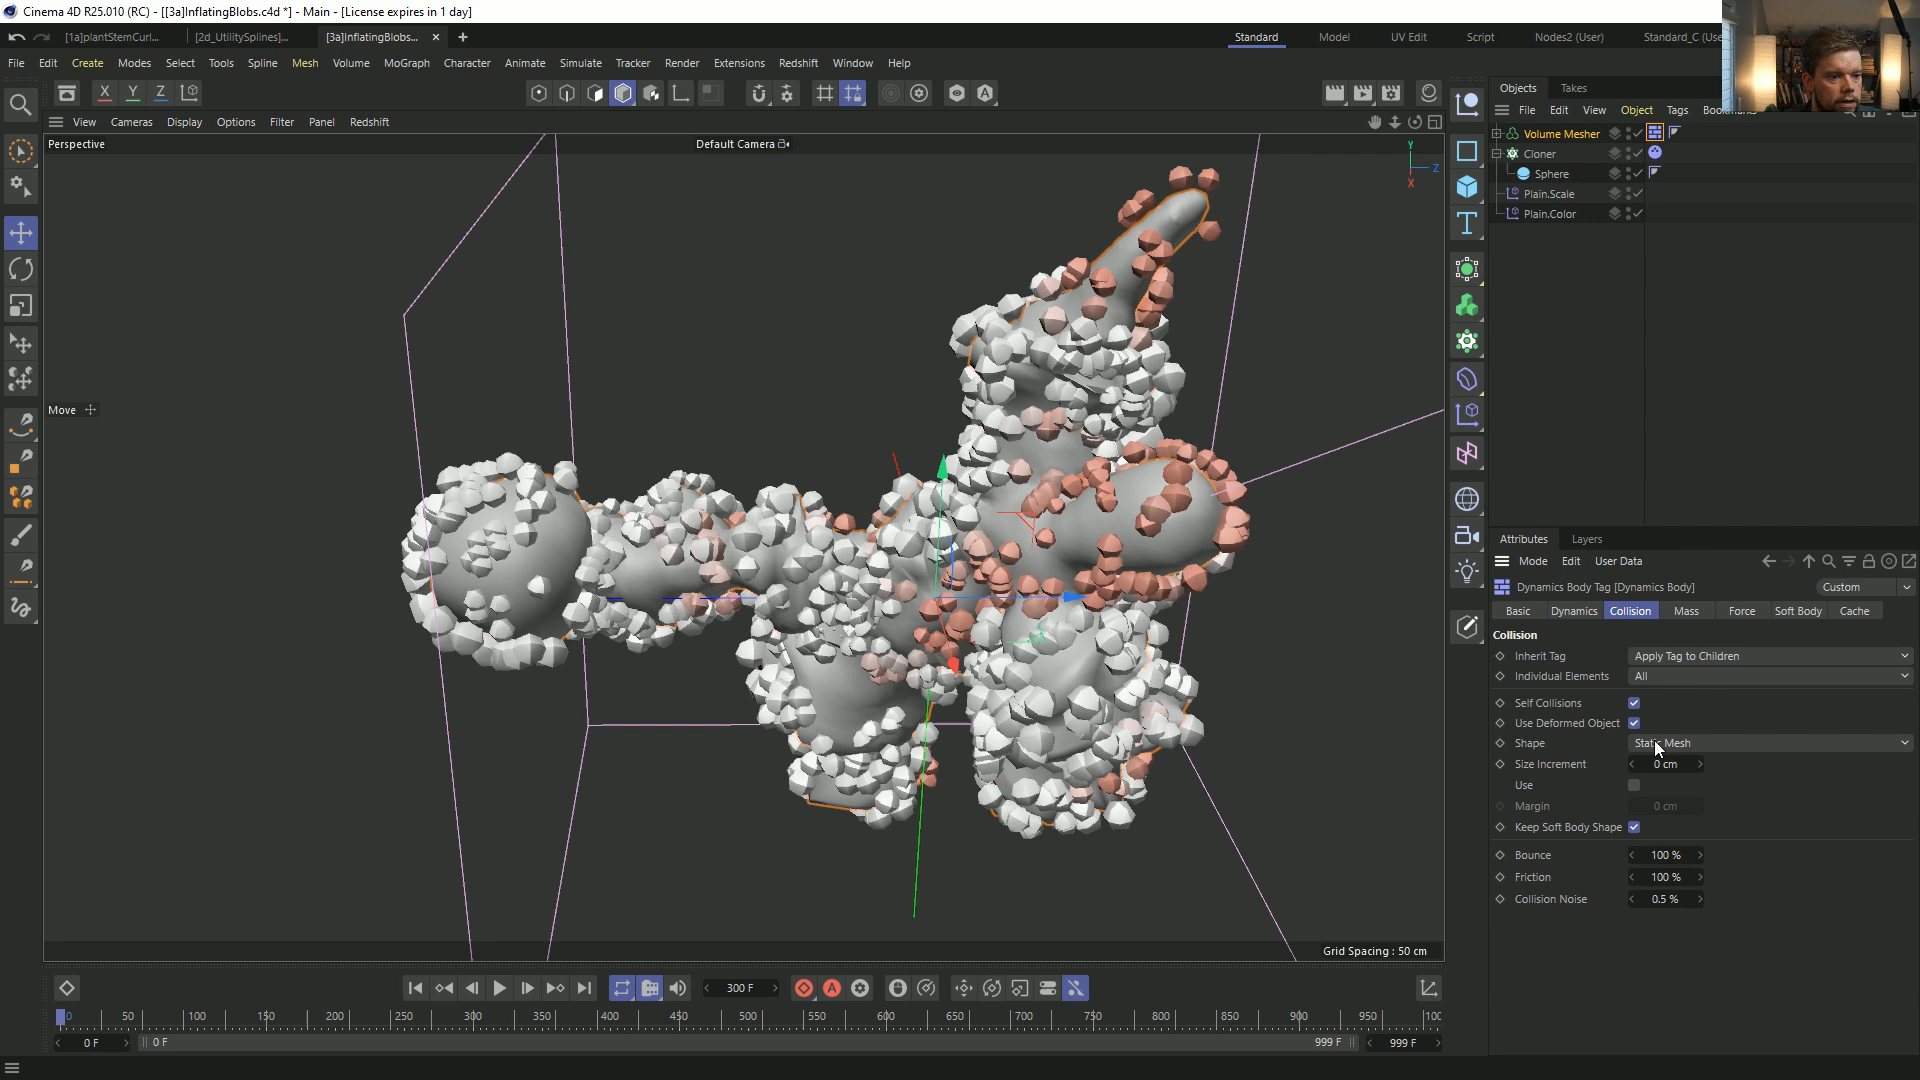 Cinema 4D R25.010 (RC) - [[3a]InflatingBlobs.c4d *] - Main - [License expires in 1 day]
[1a]plantStemCurl... [2d_UtilitySplines]... [3a]InflatingBlobs... × +
Standard Model UV Edit Script Nodes2 (User) Standard_C (Use
File Edit Create Modes Select Tools Spline Mesh Volume MoGraph Character Animate Simulate Tracker Render Extensions Redshift Window Help
X Y Z
Objects Takes
File Edit View Object Tags
View Cameras Display Options Filter Panel Redshift
Perspective
Default Camera
Y
Z
X
Volume Mesher
Cloner
Sphere
Plain.Scale
Plain.Color
Move
Attributes Layers
Mode Edit User Data
Dynamics Body Tag [Dynamics Body]
Custom
Basic Dynamics Collision Mass Force Soft Body Cache
Collision
Inherit Tag Apply Tag to Children
Individual Elements All
Self Collisions
Use Deformed Object
Shape Static Mesh
Size Increment 0 cm
Use
Margin 0 cm
Keep Soft Body Shape
Bounce 100 %
Friction 100 %
Collision Noise 0.5 %
Grid Spacing : 50 cm
300 F
0 50 100 150 200 250 300 350 400 450 500 550 600 650 700 750 800 850 900 950 100
0 F 0 F 999 F 999 F